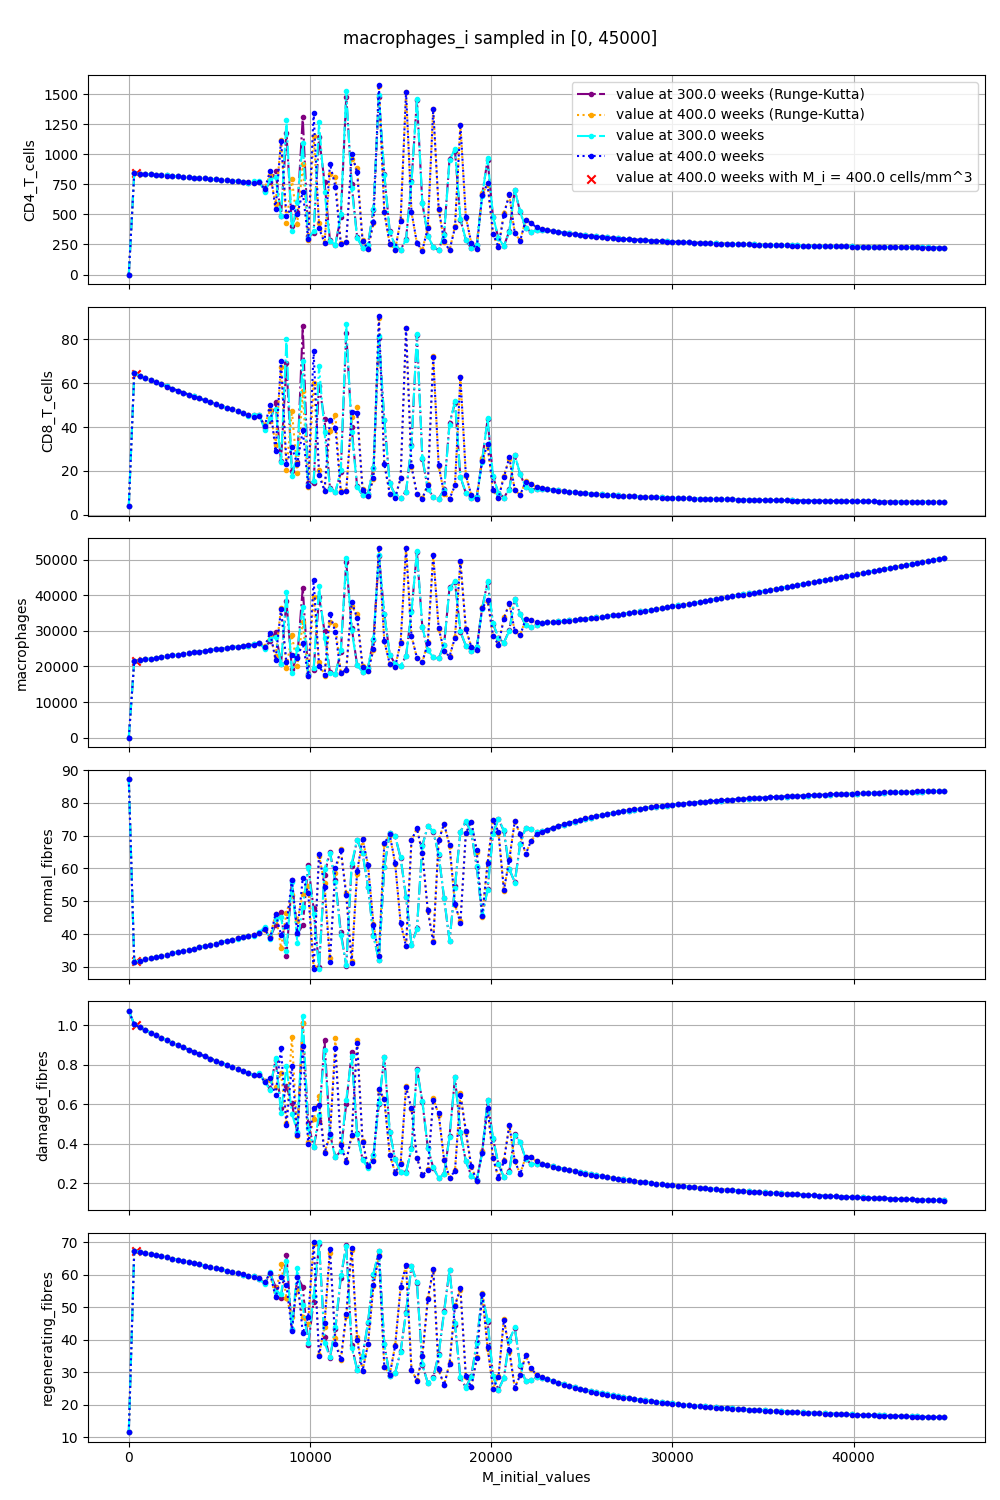 macrophages_i sampled in [0, 45000]
value at 300.0 weeks (Runge-Kutta)
value at 400.0 weeks (Runge-Kutta)
value at 300.0 weeks
value at 400.0 weeks
value at 400.0 weeks with M_i = 400.0 cells/mm^3
CD4_T_cells
1500
1250
1000
750
500
250
0
CD8_T_cells
80
60
40
20
0
macrophages
50000
40000
30000
20000
10000
0
normal_fibres
90
80
70
60
50
40
30
damaged_fibres
1.0
0.8
0.6
0.4
0.2
regenerating_fibres
70
60
50
40
30
20
10
0 10000 20000 30000 40000
M_initial_values